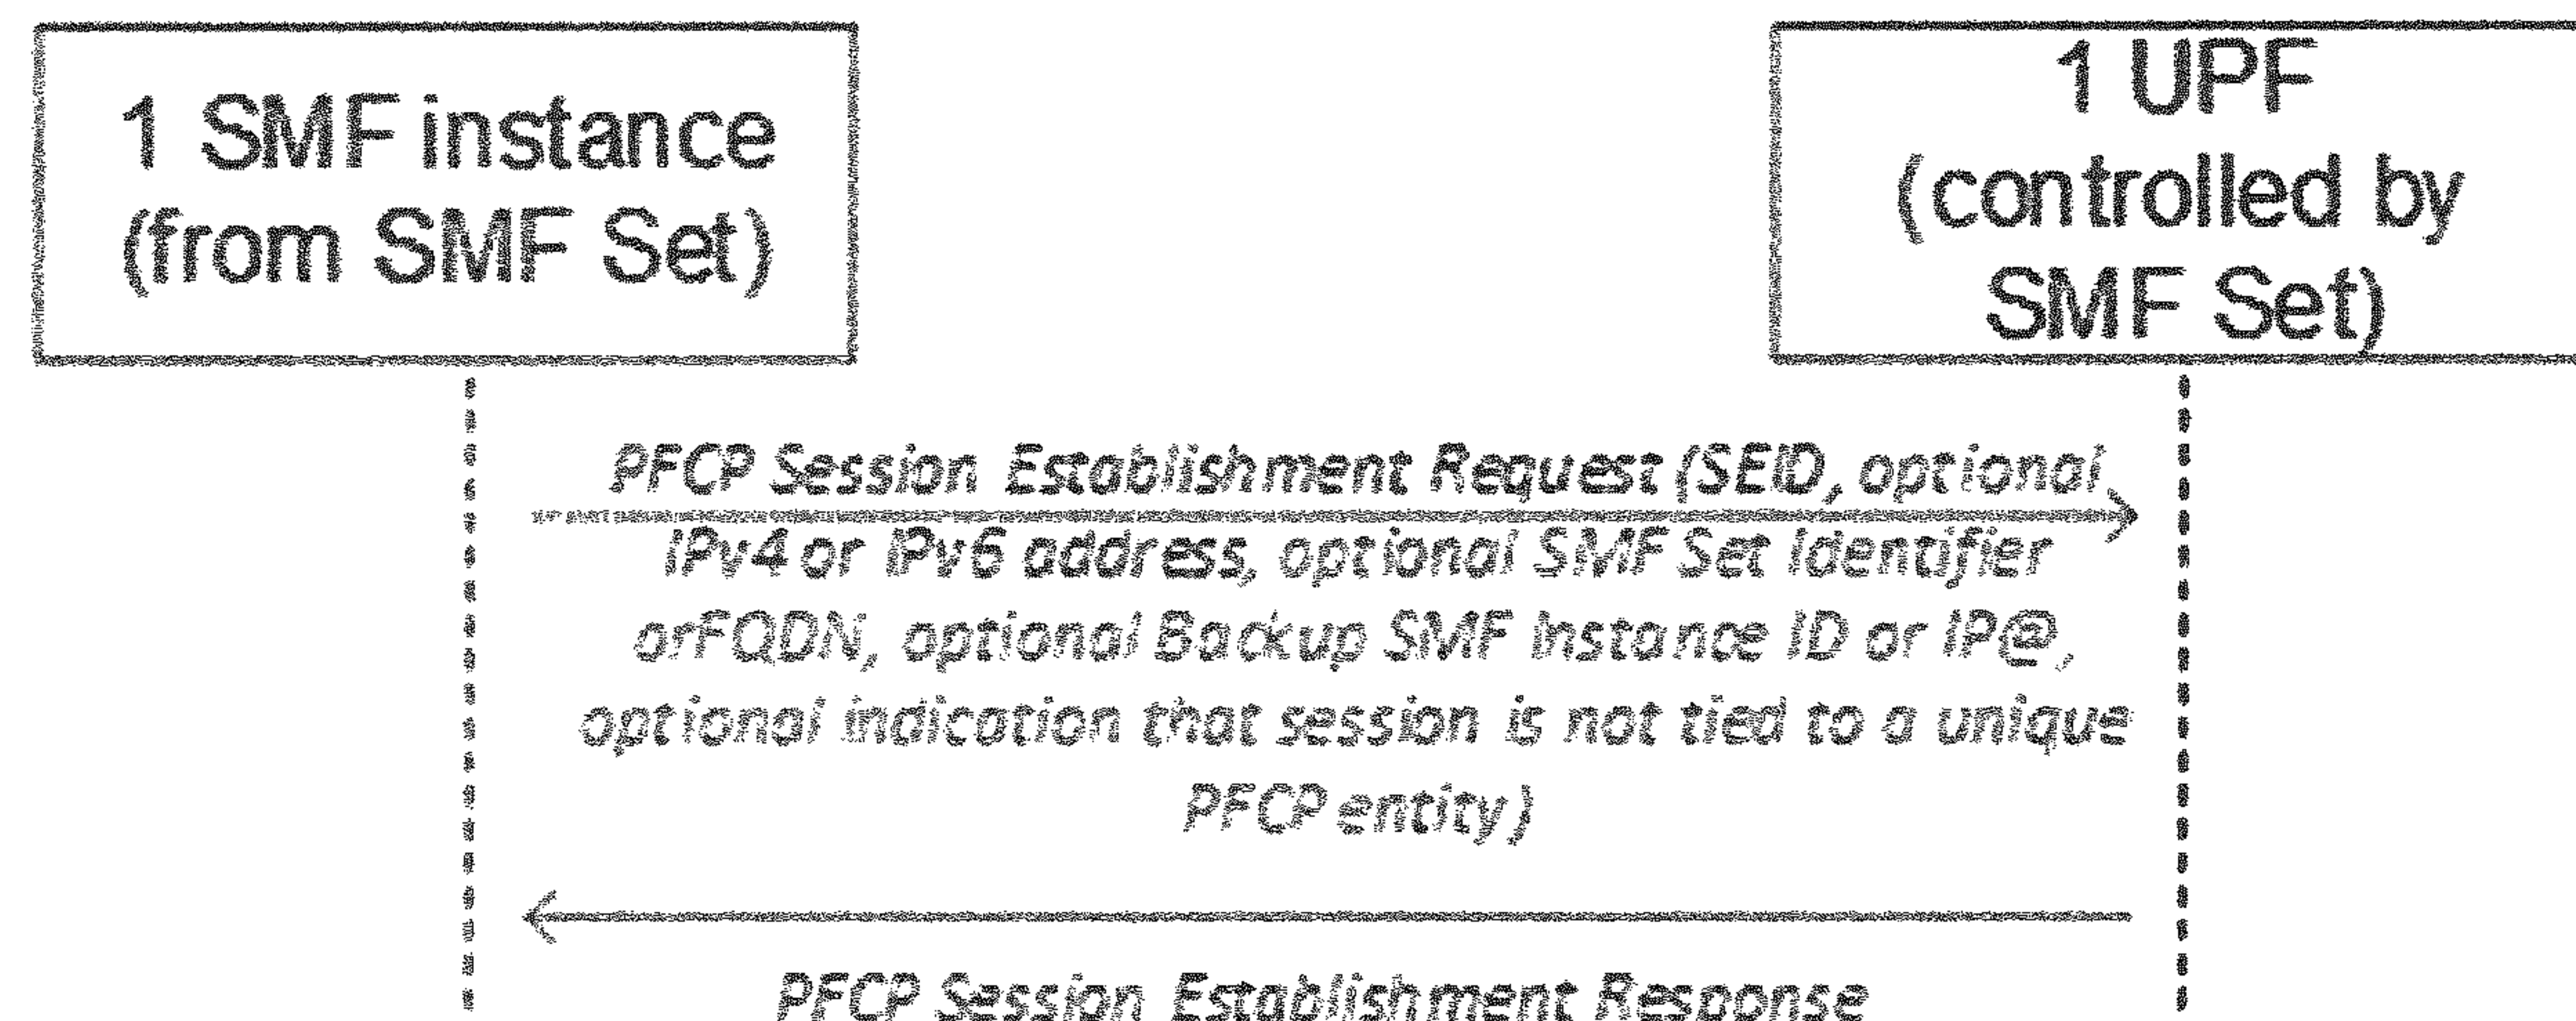 1 SMF instance
(from SMF Set)
1 UPF
(controlled by
SMF Set)
PFCP Session Establishment Request (SEID, optional
IPv4 or IPv6 address, optional SMF Set Identifier
orFQDN, optional Backup SMF Instance ID or IP@,
optional indication that session is not tied to a unique
PFCP entity)
PFCP Session Establishment Response